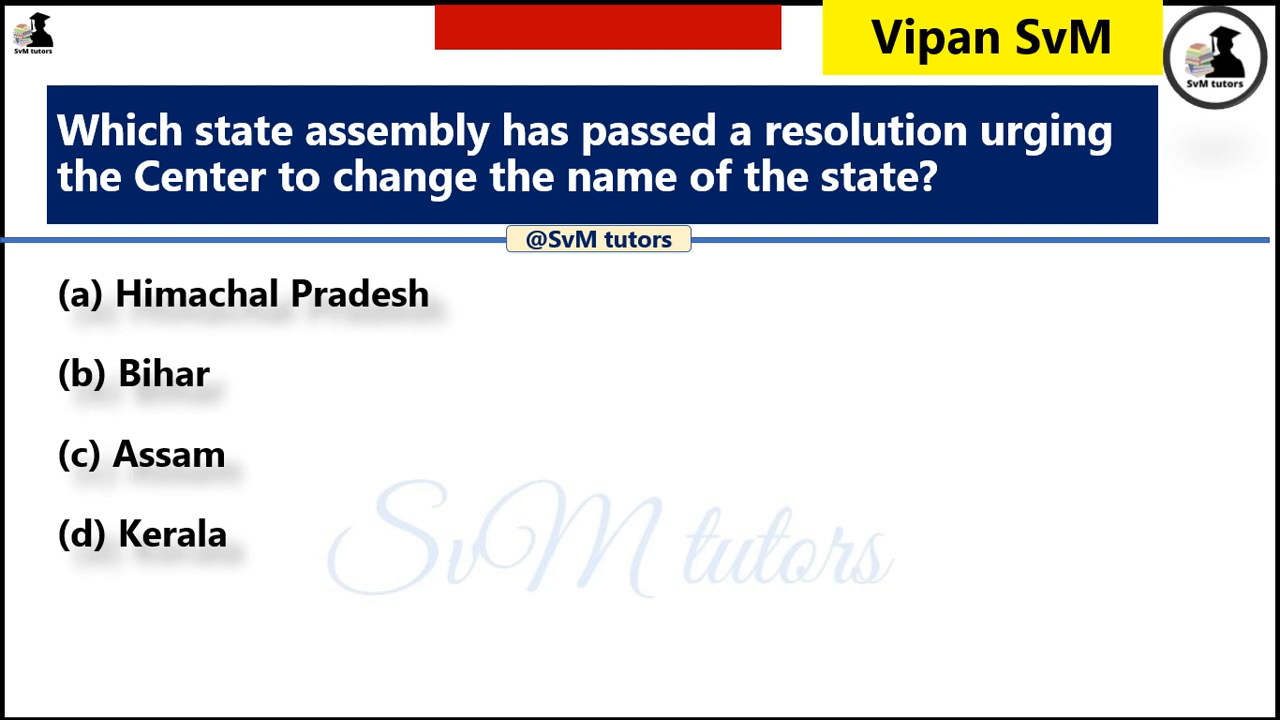 SvM tutors
Vipan SvM
SvM tutors
Which state assembly has passed a resolution urging
the Center to change the name of the state?
@SvM tutors
(a) Himachal Pradesh
(b) Bihar
(c) Assam
(d) Kerala
SvM tutors